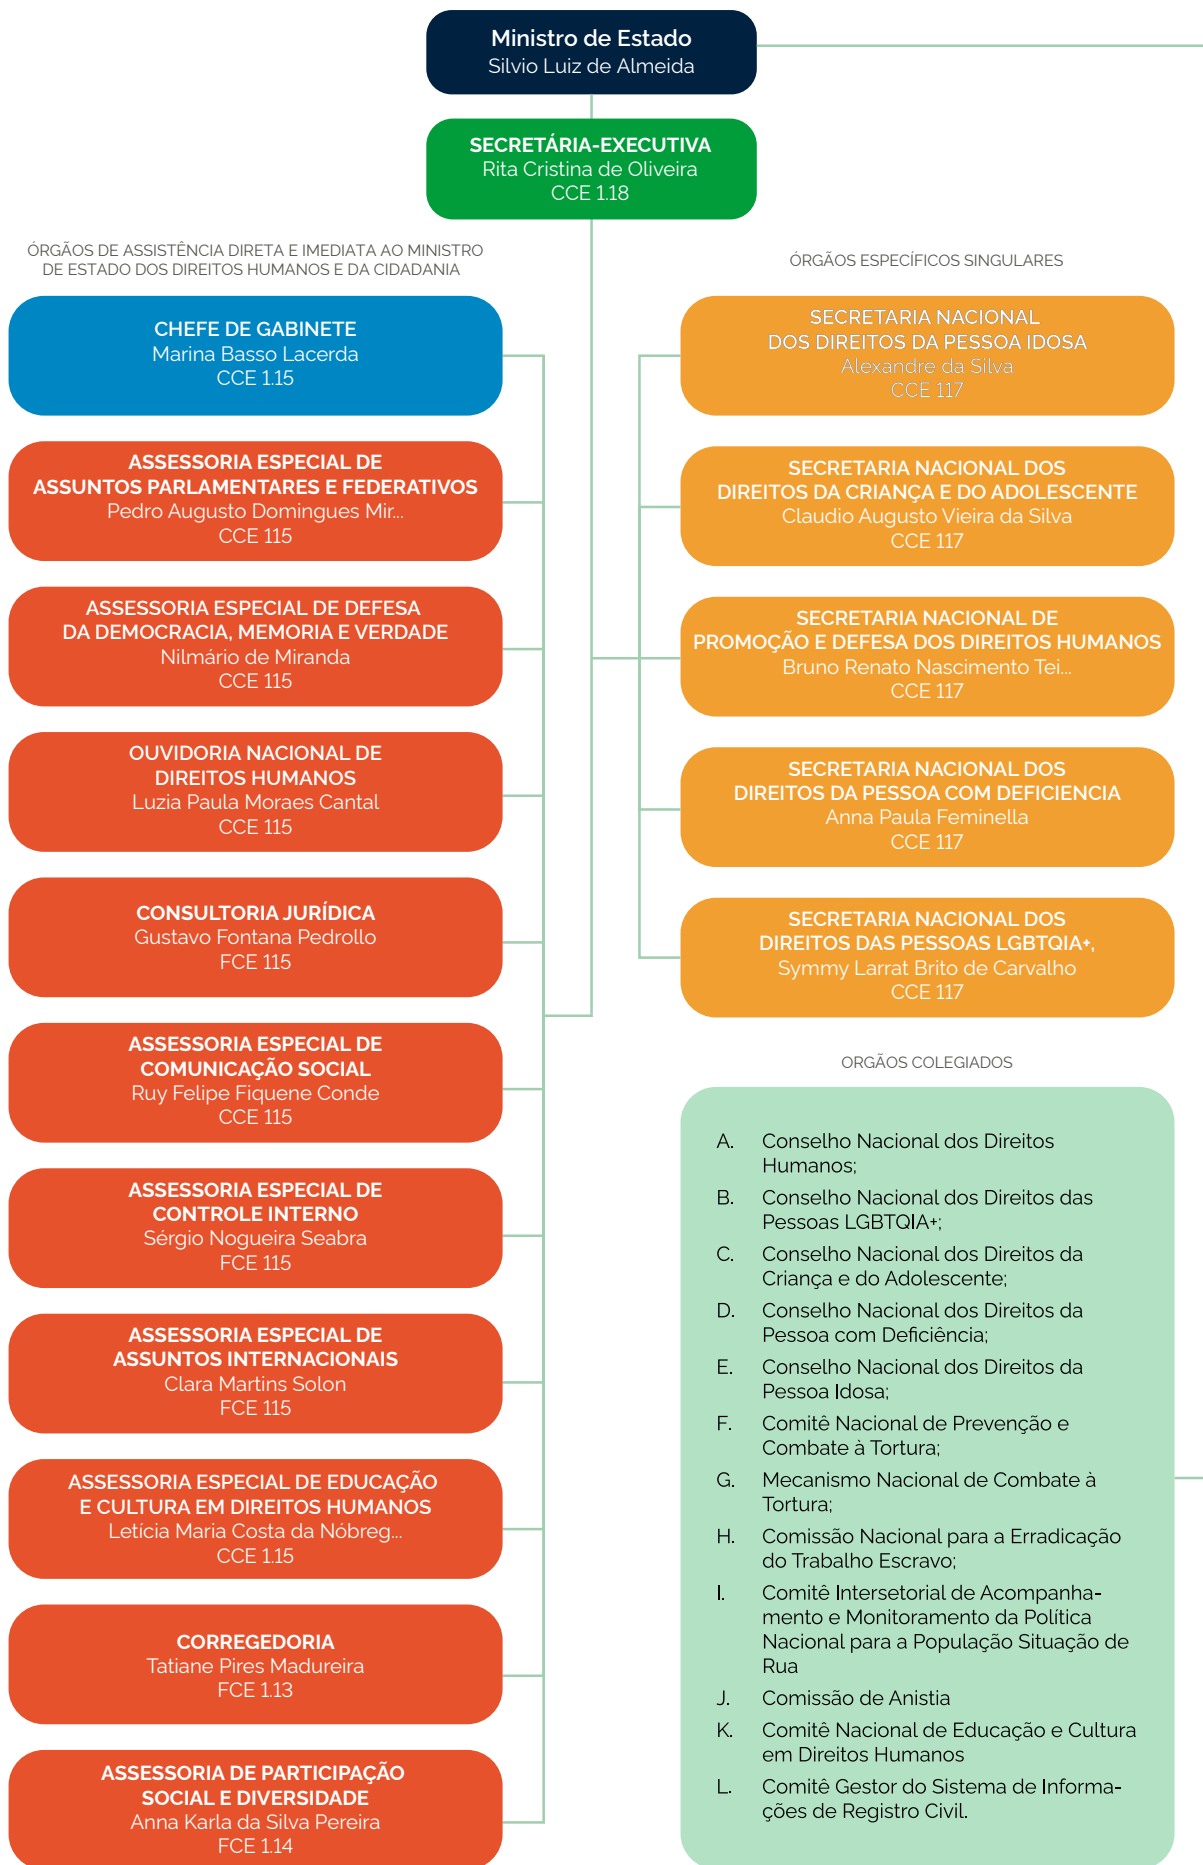 Ministro de Estado
Silvio Luiz de Almeida
SECRETÁRIA-EXECUTIVA
Rita Cristina de Oliveira
CCE 1.18
ÓRGÃOS DE ASSISTÊNCIA DIRETA E IMEDIATA AO MINISTRO
DE ESTADO DOS DIREITOS HUMANOS E DA CIDADANIA
CHEFE DE GABINETE
Marina Basso Lacerda
CCE 1.15
ASSESSORIA ESPECIAL DE
ASSUNTOS PARLAMENTARES E FEDERATIVOS
Pedro Augusto Domingues Mir...
CCE 115
ASSESSORIA ESPECIAL DE DEFESA
DA DEMOCRACIA, MEMORIA E VERDADE
Nilmário de Miranda
CCE 115
OUVIDORIA NACIONAL DE
DIREITOS HUMANOS
Luzia Paula Moraes Cantal
CCE 115
CONSULTORIA JURÍDICA
Gustavo Fontana Pedrollo
FCE 115
ASSESSORIA ESPECIAL DE
COMUNICAÇÃO SOCIAL
Ruy Felipe Fiquene Conde
CCE 115
ASSESSORIA ESPECIAL DE
CONTROLE INTERNO
Sérgio Nogueira Seabra
FCE 115
ASSESSORIA ESPECIAL DE
ASSUNTOS INTERNACIONAIS
Clara Martins Solon
FCE 115
ASSESSORIA ESPECIAL DE EDUCAÇÃO
E CULTURA EM DIREITOS HUMANOS
Letícia Maria Costa da Nóbreg...
CCE 1.15
CORREGEDORIA
Tatiane Pires Madureira
FCE 1.13
ASSESSORIA DE PARTICIPAÇÃO
SOCIAL E DIVERSIDADE
Anna Karla da Silva Pereira
FCE 1.14
ÓRGÃOS ESPECÍFICOS SINGULARES
SECRETARIA NACIONAL
DOS DIREITOS DA PESSOA IDOSA
Alexandre da Silva
CCE 117
SECRETARIA NACIONAL DOS
DIREITOS DA CRIANÇA E DO ADOLESCENTE
Claudio Augusto Vieira da Silva
CCE 117
SECRETARIA NACIONAL DE
PROMOÇÃO E DEFESA DOS DIREITOS HUMANOS
Bruno Renato Nascimento Tei...
CCE 117
SECRETARIA NACIONAL DOS
DIREITOS DA PESSOA COM DEFICIENCIA
Anna Paula Feminella
CCE 117
SECRETARIA NACIONAL DOS
DIREITOS DAS PESSOAS LGBTQIA+,
Symmy Larrat Brito de Carvalho
CCE 117
ORGÃOS COLEGIADOS
A. Conselho Nacional dos Direitos
Humanos;
B. Conselho Nacional dos Direitos das
Pessoas LGBTQIA+;
C. Conselho Nacional dos Direitos da
Criança e do Adolescente;
D. Conselho Nacional dos Direitos da
Pessoa com Deficiência;
E. Conselho Nacional dos Direitos da
Pessoa Idosa;
F. Comitê Nacional de Prevenção e
Combate à Tortura;
G. Mecanismo Nacional de Combate à
Tortura;
H. Comissão Nacional para a Erradicação
do Trabalho Escravo;
I. Comitê Intersetorial de Acompanha-
mento e Monitoramento da Política
Nacional para a População Situação de
Rua
J. Comissão de Anistia
K. Comitê Nacional de Educação e Cultura
em Direitos Humanos
L. Comitê Gestor do Sistema de Informa-
ções de Registro Civil.